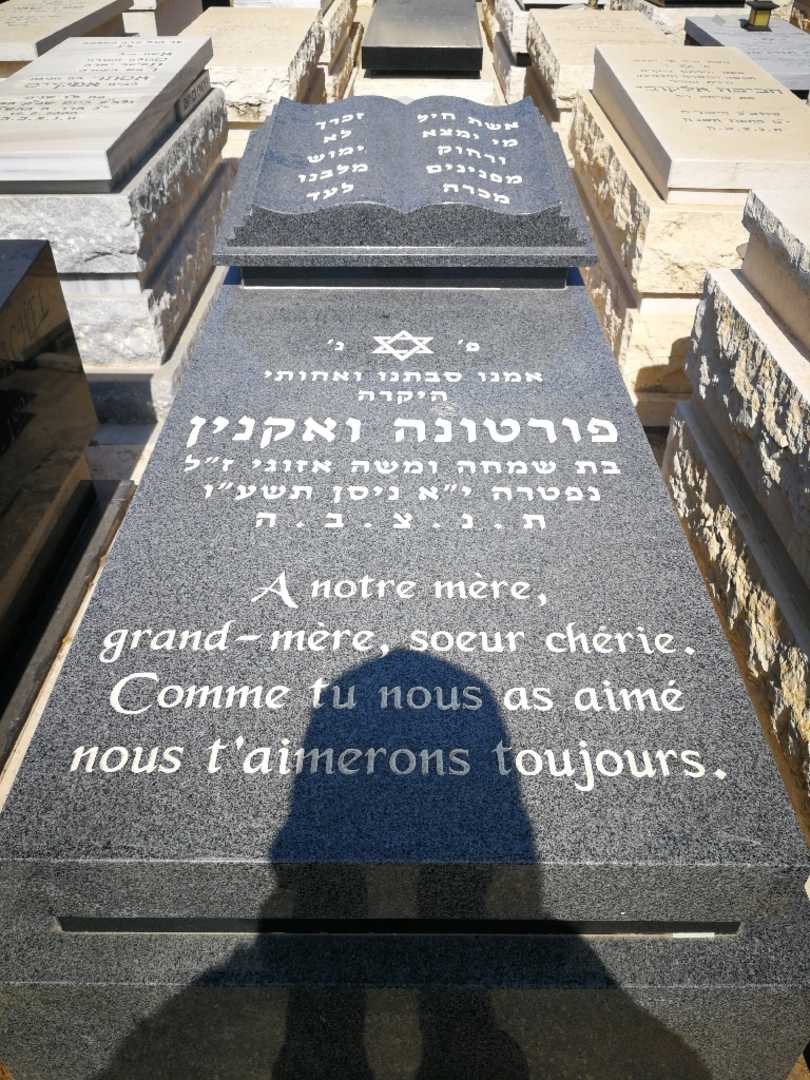 אשת חיל
מי ימצא
ורחוק
מפנינים
מכרה
זכרך
לא
ימוש
מלבנו
לעד
פ' נ'
אמנו סבתנו ואחותי
היקרה
פורטונה ואקנין
בת שמחה ומשה אזוגי ז"ל
נפטרה י"א ניסן תשע"ו
ת . נ . צ . ב . ה
A notre mère,
grand-mère, soeur chérie.
Comme tu nous as aimé
nous t'aimerons toujours.